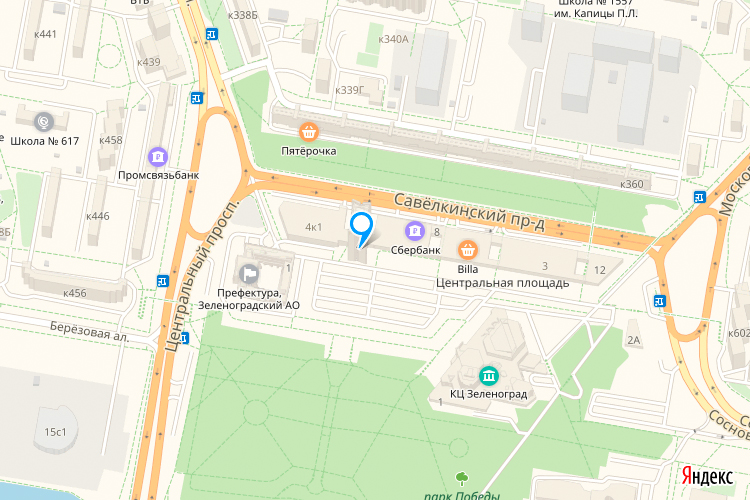 ВТБ
к338Б
Школа № 1557
им. Капицы П.Л.
к441
к340А
к439
к339Г
Школа № 617
к458
Пятёрочка
Промсвязьбанк
к360
Савёлкинский пр-д
Моско
к446
4к1
8
Сбербанк
Центральный просп.
1
Billa
3
12
Префектура,
Зеленоградский АО
Центральная площадь
к456
Берёзовая ал.
2А
к602
КЦ Зеленоград
1
15с1
Соснов
парк Победы
Яндекс